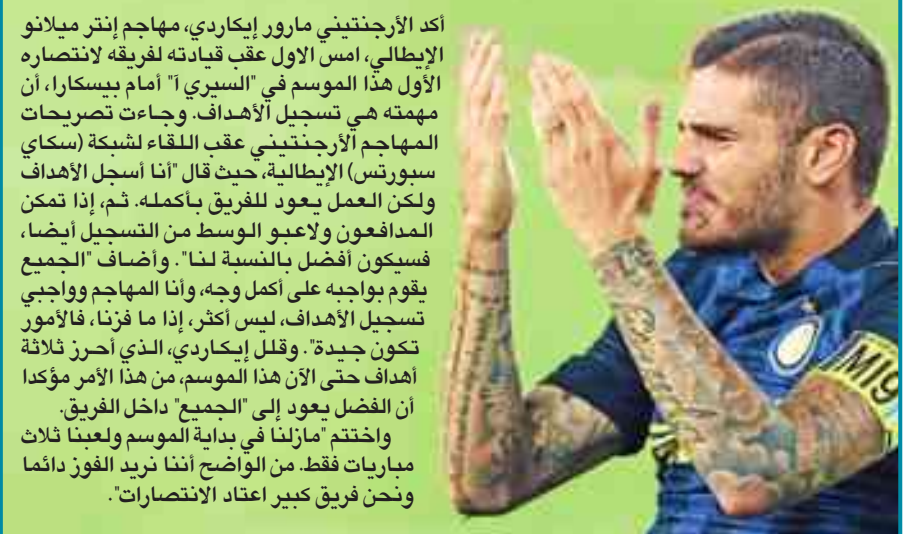 أكد الأرجنتيني مارور إيكاردي، مهاجم إنتر ميلانو
الإيطالي، امس الاول عقب قيادته لفريقه لانتصاره
الأول هذا الموسم في "السيري آ" أمام بيسكارا، أن
مهمته هي تسجيل الأهداف. وجاءت تصريحات
المهاجم الأرجنتيني عقب اللقاء لشبكة (سكاي
سبورتس) الإيطالية، حيث قال "أنا أسجل الأهداف
ولكن العمل يعود للفريق بأكمله. ثم، إذا تمكن
المدافعون ولاعبو الوسط من التسجيل أيضا،
فسيكون أفضل بالنسبة لنا". وأضاف "الجميع
يقوم بواجبه على أكمل وجه، وأنا المهاجم وواجبي
تسجيل الأهداف، ليس أكثر، إذا ما فزنا، فالأمور
تكون جيدة". وقلل إيكاردي، الذي أحرز ثلاثة
أهداف حتى الآن هذا الموسم، من هذا الأمر مؤكدا
أن الفضل يعود إلى "الجميع" داخل الفريق.
واختتم "مازلنا في بداية الموسم ولعبنا ثلاث
مباريات فقط. من الواضح أننا نريد الفوز دائما
ونحن فريق كبير اعتاد الانتصارات".
MI9